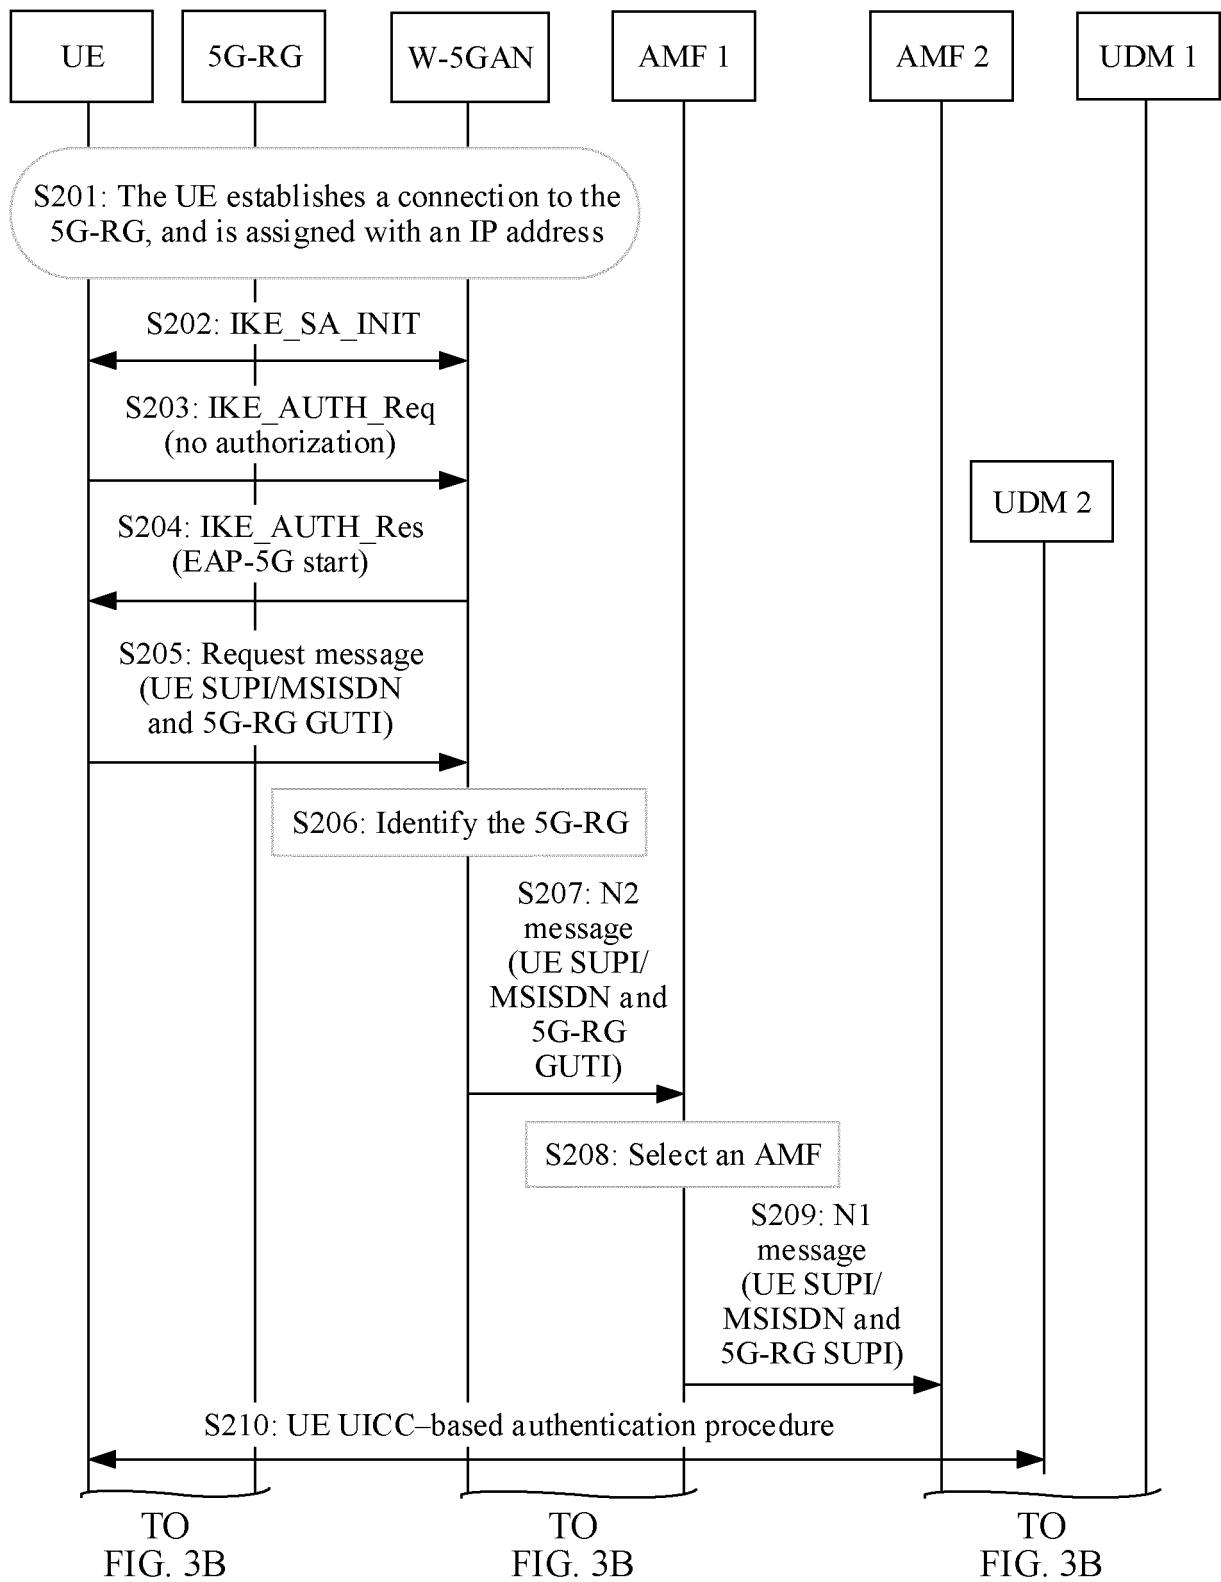 UE
5G-RG
W-5GAN
AMF 1
AMF 2
UDM 1
S201: The UE establishes a connection to the
5G-RG, and is assigned with an IP address
S202: IKE_SA_INIT
S203: IKE_AUTH_Req
(no authorization)
UDM 2
S204: IKE_AUTH_Res
(EAP-5G start)
S205: Request message
(UE SUPI/MSISDN
and 5G-RG GUTI)
S206: Identify the 5G-RG
S207: N2
message
(UE SUPI/
MSISDN and
5G-RG
GUTI)
S208: Select an AMF
S209: N1
message
(UE SUPI/
MSISDN and
5G-RG SUPI)
S210: UE UICC–based authentication procedure
TO
FIG. 3B
TO
FIG. 3B
TO
FIG. 3B